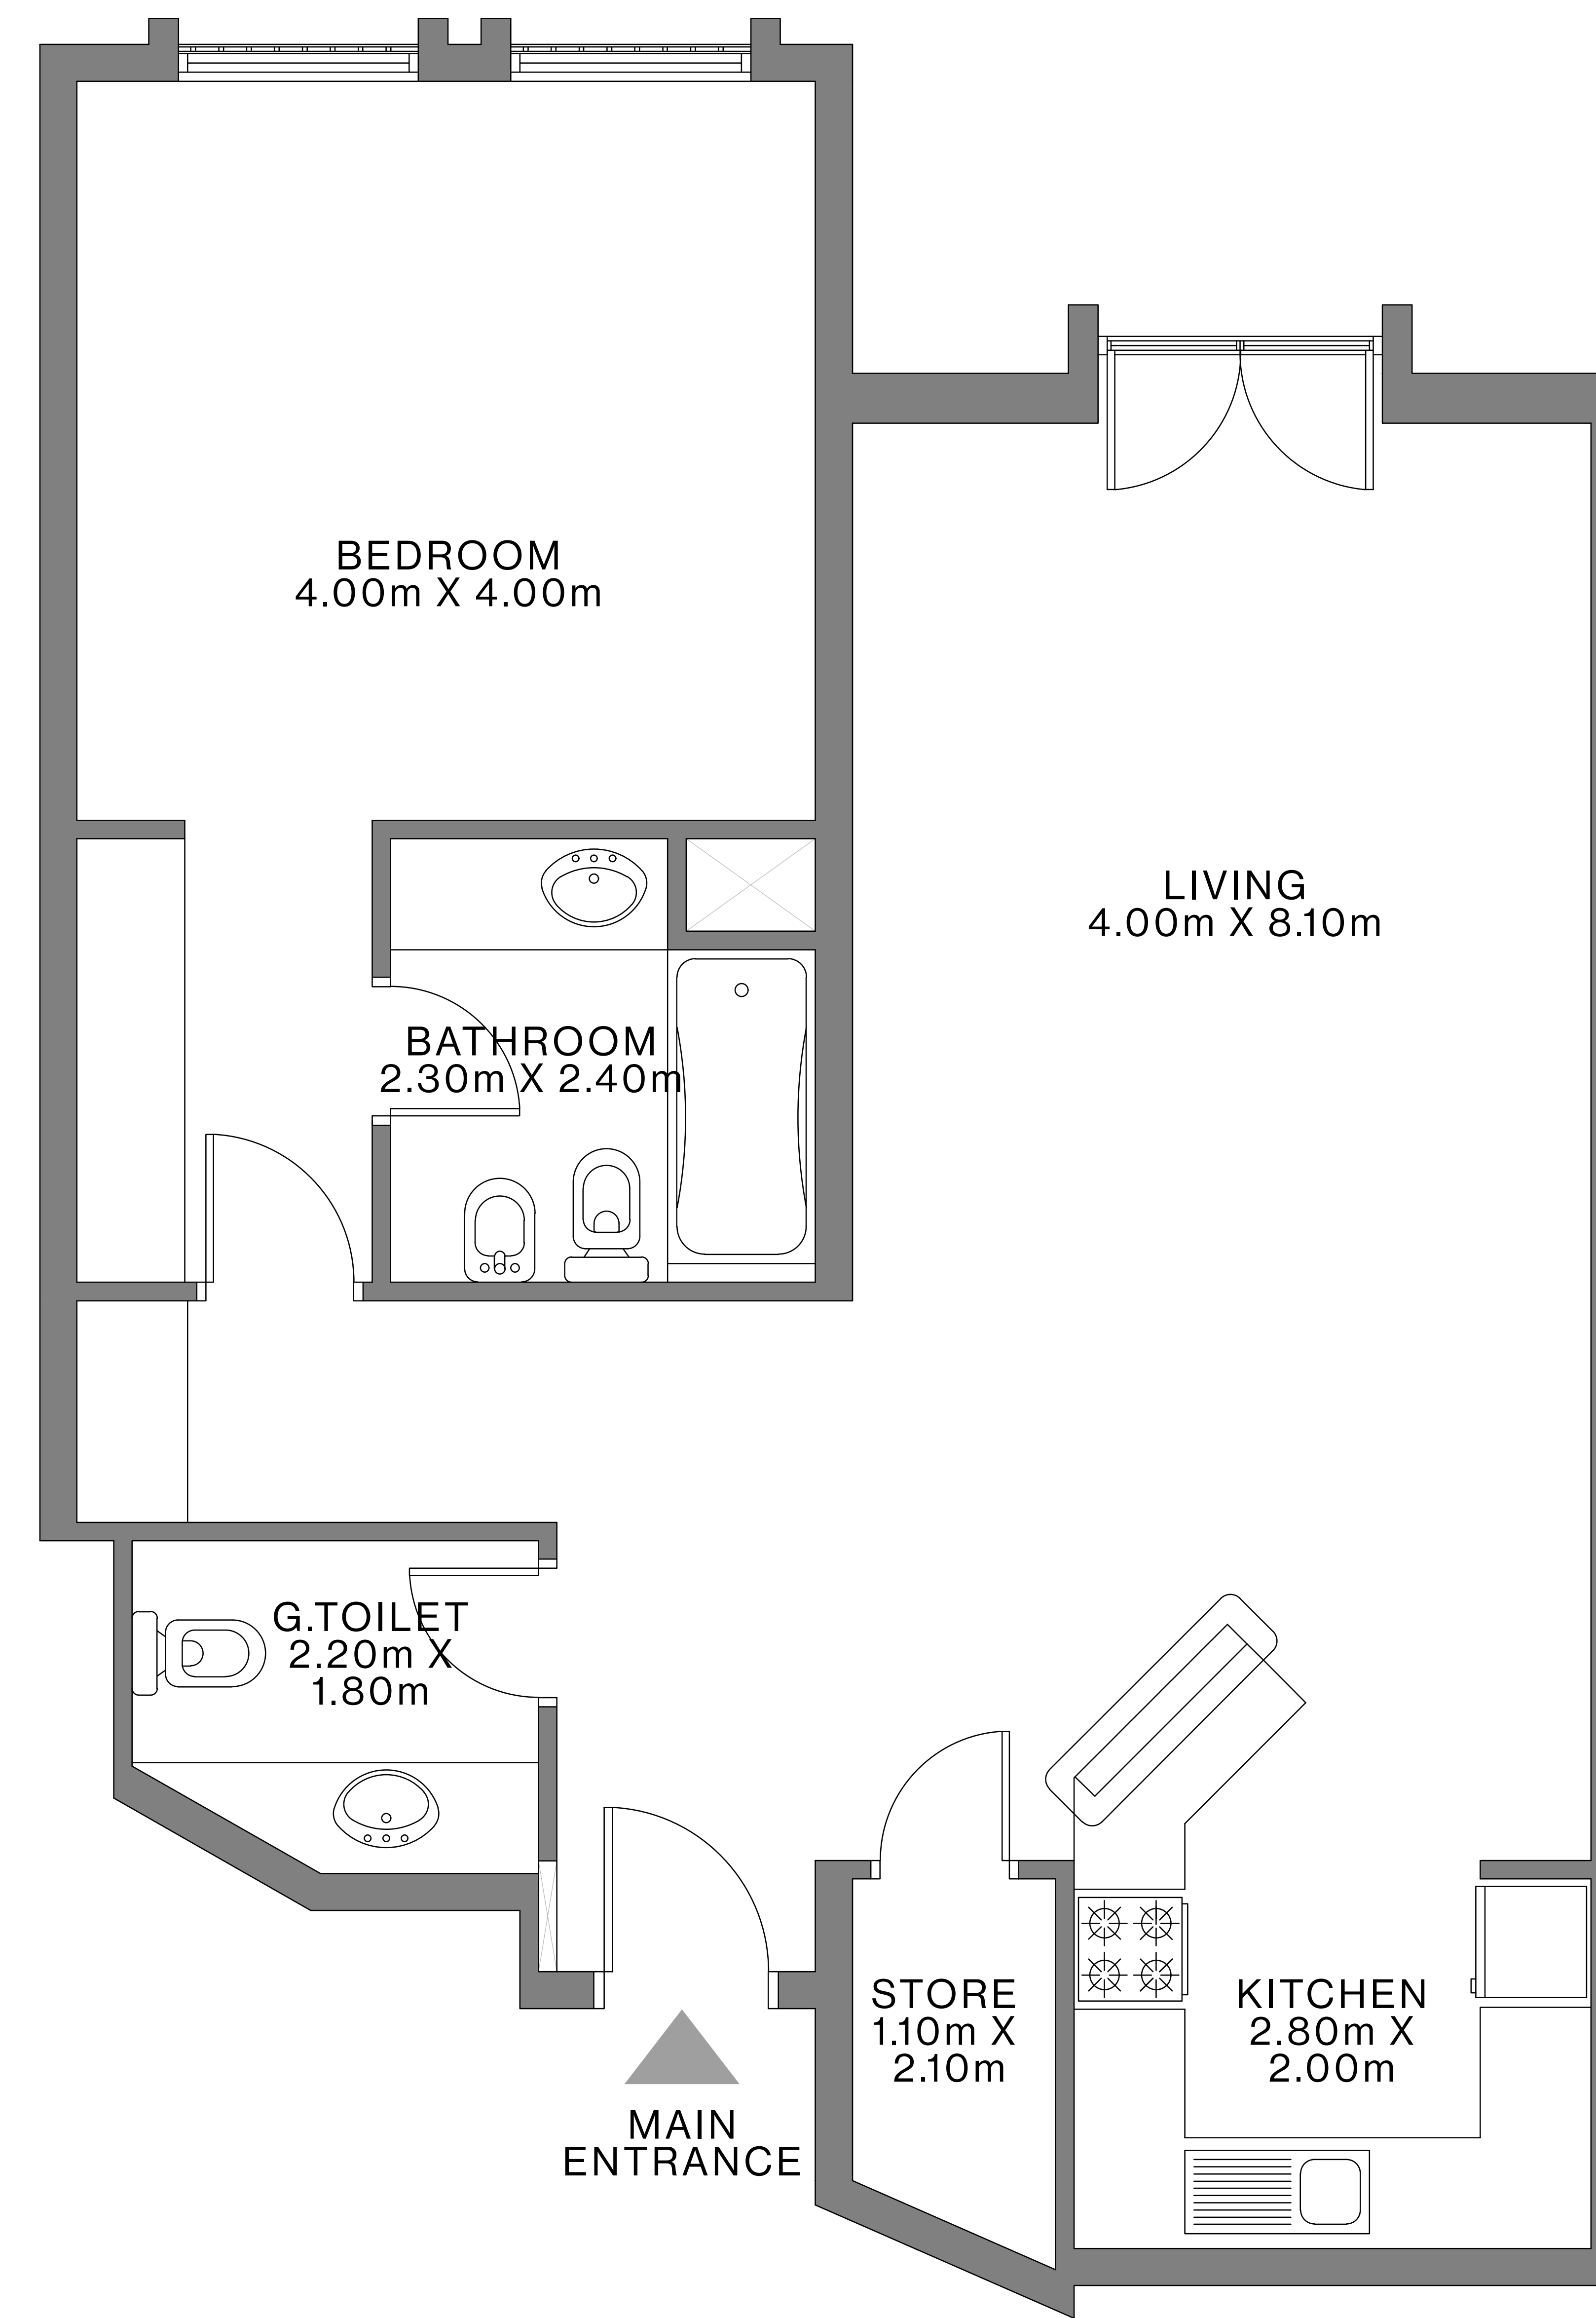 BEDROOM
4.00m X 4.00m
LIVING
4.00m X 8.10m
BATHROOM
2.30m X 2.40m
G.TOILET
2.20m X
1.80m
STORE
1.10m X
2.10m
KITCHEN
2.80m X
2.00m
MAIN
ENTRANCE